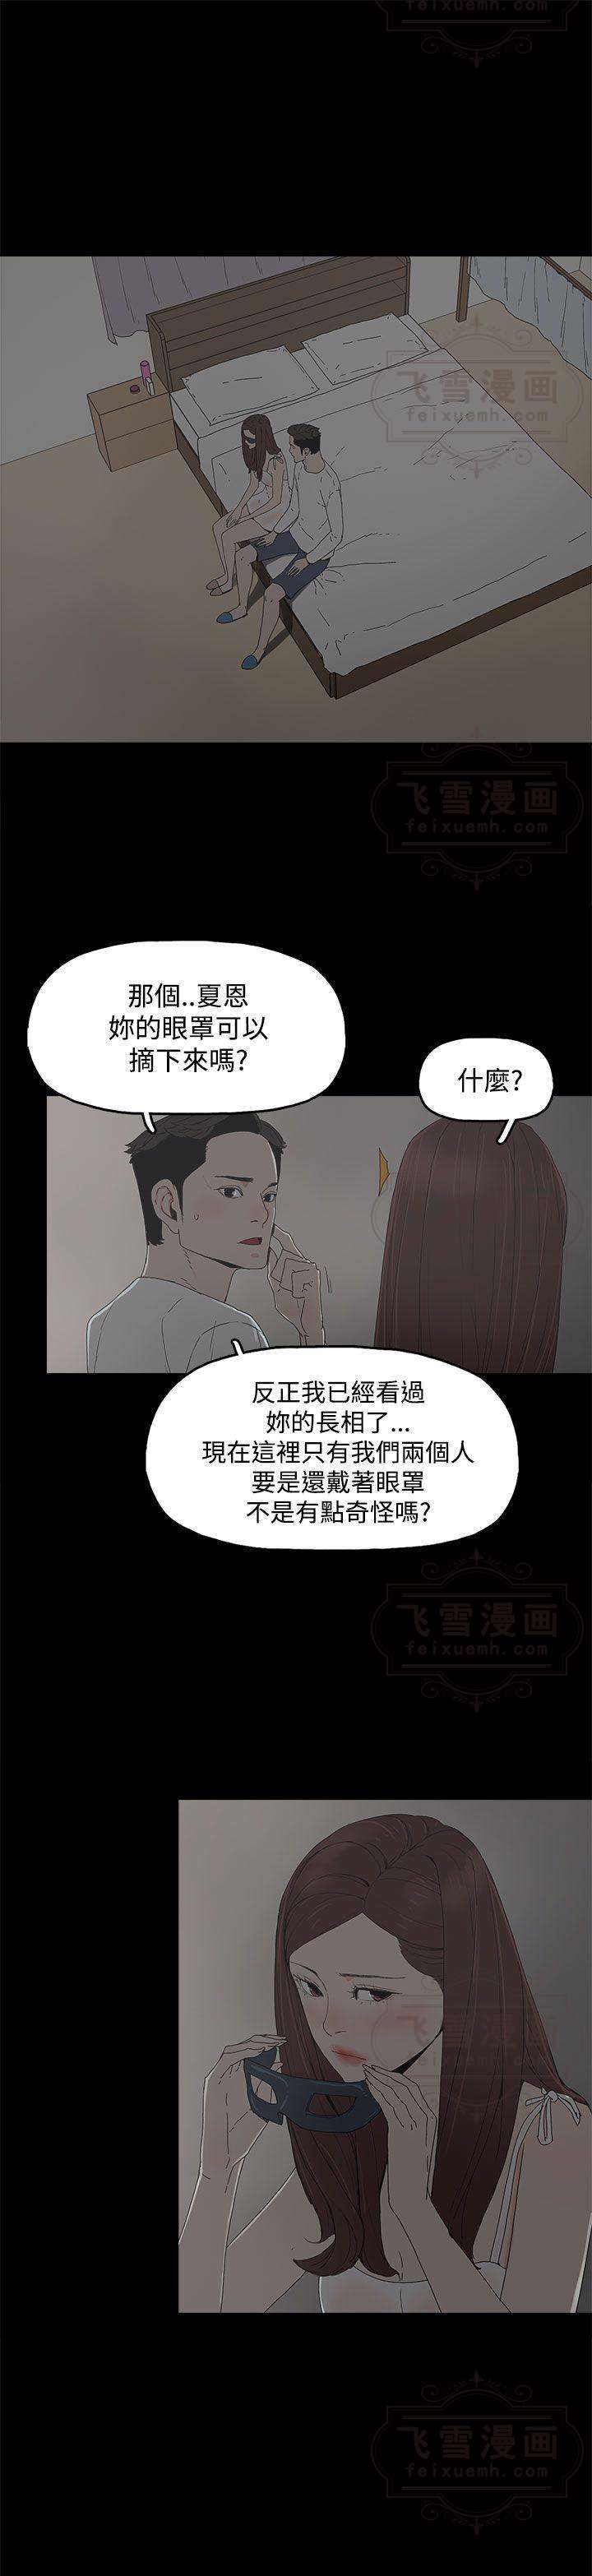 feixuemh.com
飞雪漫画
feixuemh.com
飞雪漫画
feixuemh.com
那個..夏恩
妳的眼罩可以
摘下來嗎?
什麼?
反正我已經看過
妳的長相了...
現在這裡只有我們兩個人
要是還戴著眼罩
不是有點奇怪嗎?
飞雪漫画
feixuemh.com
飞雪漫画
feixuemh.com
飞雪漫画
feixuemh.com